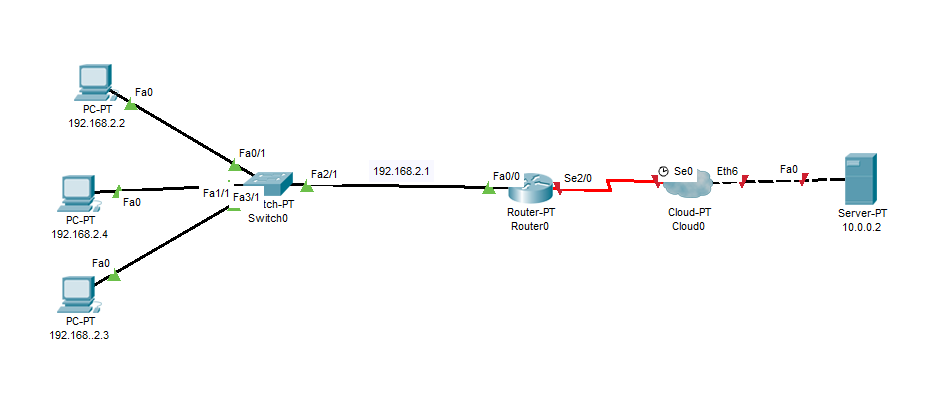 Fa0
PC-PT
192.168.2.2
Fa0/1
Fa2/1
192.168.2.1
Fa0/0
Se2/0
Se0
Eth6
Fa0
Fa0
Fa1/1
Fa3/1
tch-PT
Switch0
PC-PT
192.168.2.4
Router-PT
Router0
Cloud-PT
Cloud0
Server-PT
10.0.0.2
Fa0
PC-PT
192.168..2.3